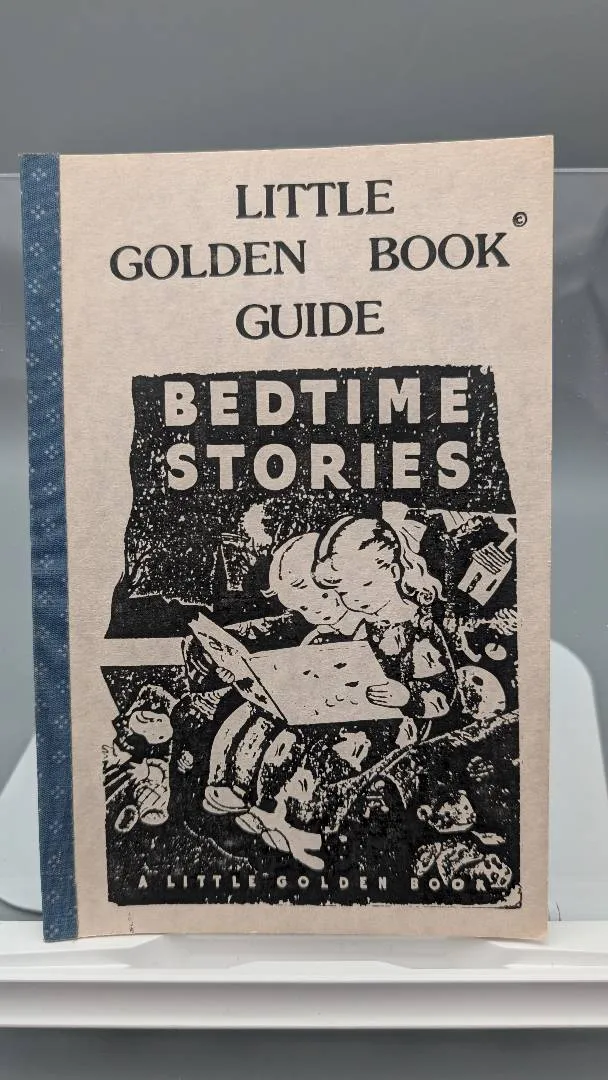 LITTLE
GOLDEN BOOK ©
GUIDE
BEDTIME
STORIES
A LITTLE GOLDEN BOOK